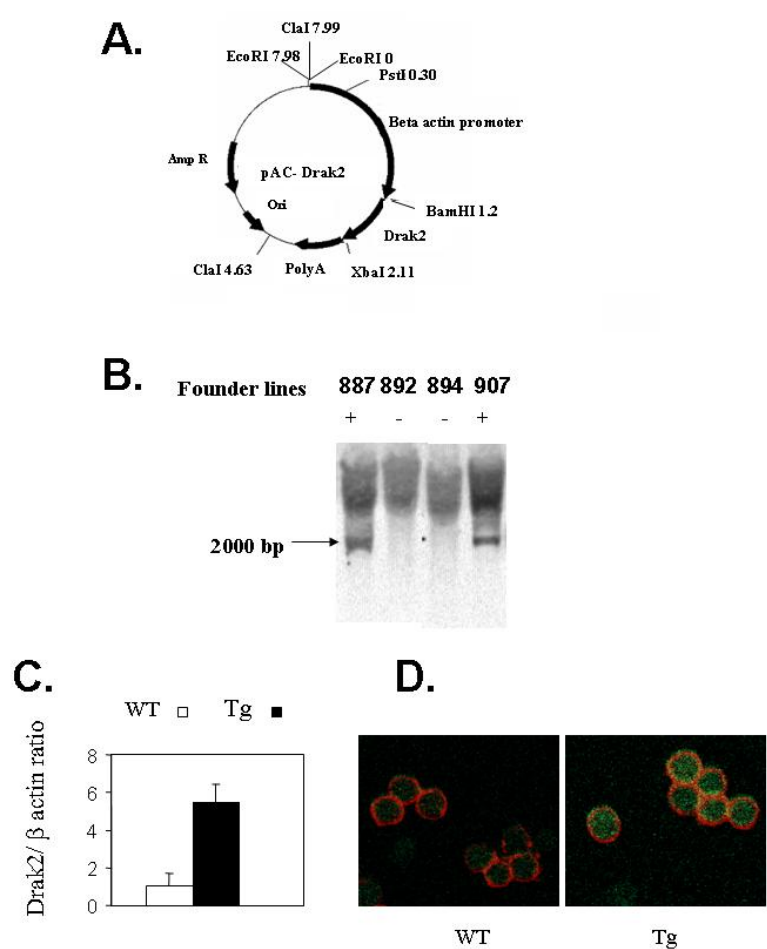 A.
ClaI 7.99
EcoRI 7.98
EcoRI 0
PstI 0.30
Beta actin promoter
Amp R
pAC- Drak2
Ori
BamHI 1.2
Drak2
ClaI 4.63
PolyA
XbaI 2.11
B.
Founder lines 887 892 894 907
+ - - +
2000 bp
C.
D.
WT Tg
Drak2/ β actin ratio
8
6
4
2
0
WT
Tg